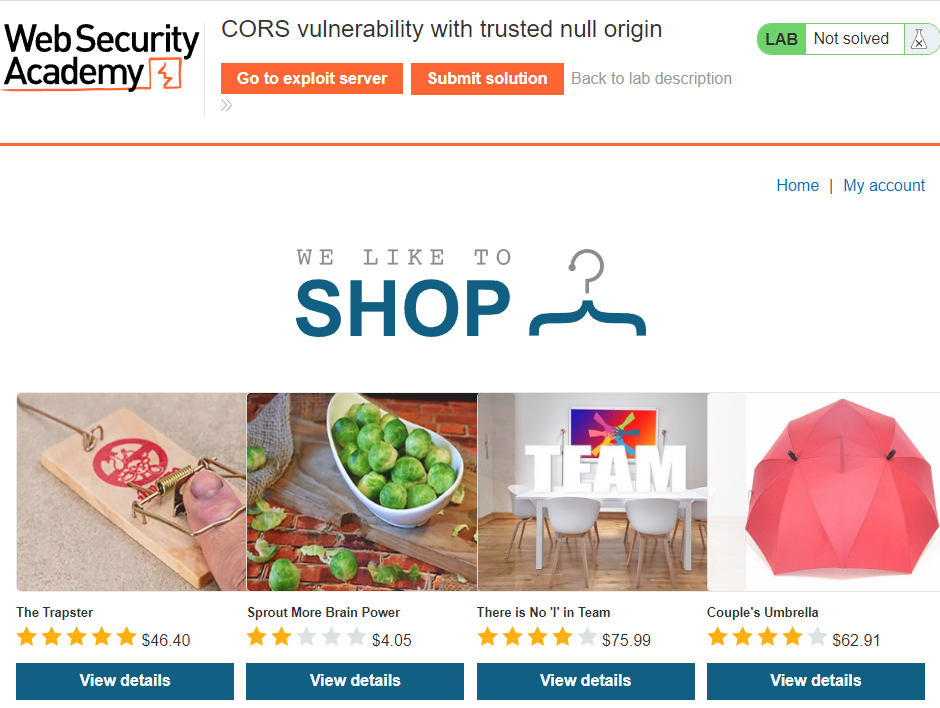 Web Security
Academy
CORS vulnerability with trusted null origin
LAB Not solved
Go to exploit server Submit solution Back to lab description
Home | My account
WE LIKE TO
SHOP
TEAM
The Trapster
$46.40
View details
Sprout More Brain Power
$4.05
View details
There is No 'I' in Team
$75.99
View details
Couple's Umbrella
$62.91
View details